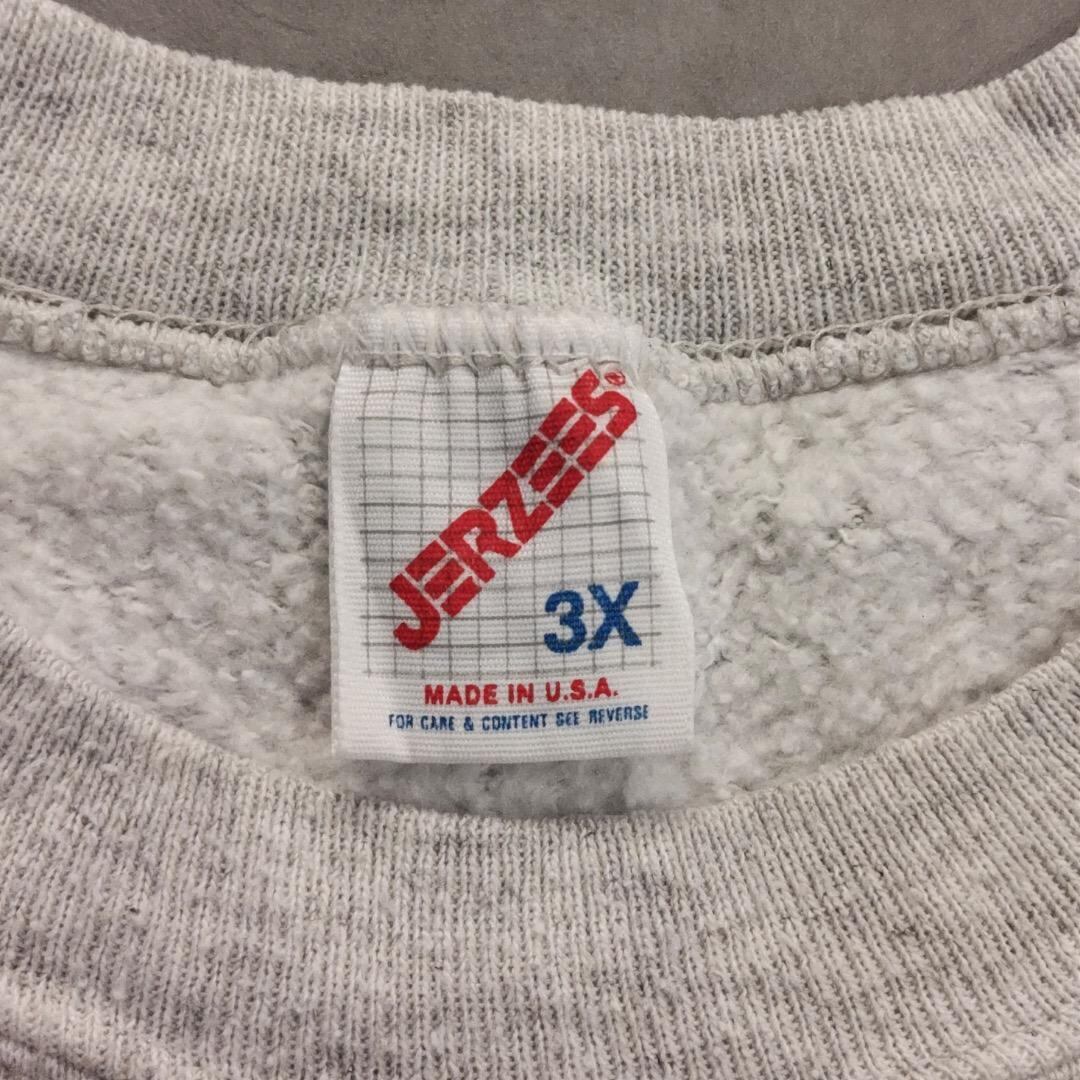 JERZEES®
3X
MADE IN U.S.A.
FOR CARE & CONTENT SEE REVERSE